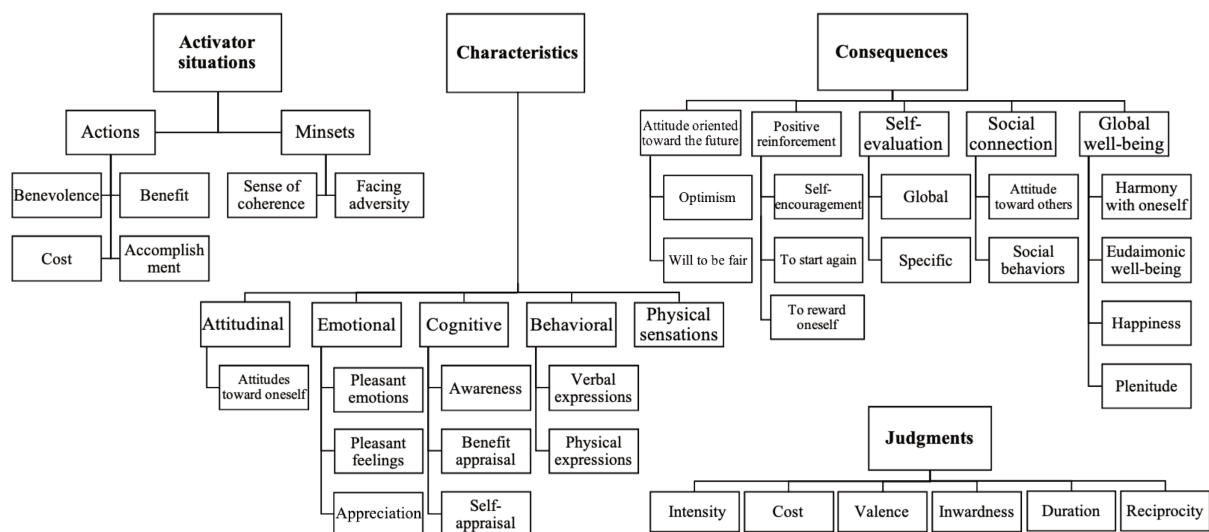 Activator
situations
Actions
Minsets
Benevolence
Benefit
Cost
Accomplish
ment
Sense of
coherence
Facing
adversity
Characteristics
Attitudinal
Emotional
Cognitive
Behavioral
Physical
sensations
Attitudes
toward oneself
Pleasant
emotions
Pleasant
feelings
Appreciation
Awareness
Benefit
appraisal
Self-
appraisal
Verbal
expressions
Physical
expressions
Consequences
Attitude oriented
toward the future
Positive
reinforcement
Self-
evaluation
Social
connection
Global
well-being
Optimism
Will to be fair
Self-
encouragement
To start again
To reward
oneself
Global
Specific
Attitude
toward others
Social
behaviors
Harmony
with oneself
Eudaimonic
well-being
Happiness
Plenitude
Judgments
Intensity
Cost
Valence
Inwardness
Duration
Reciprocity